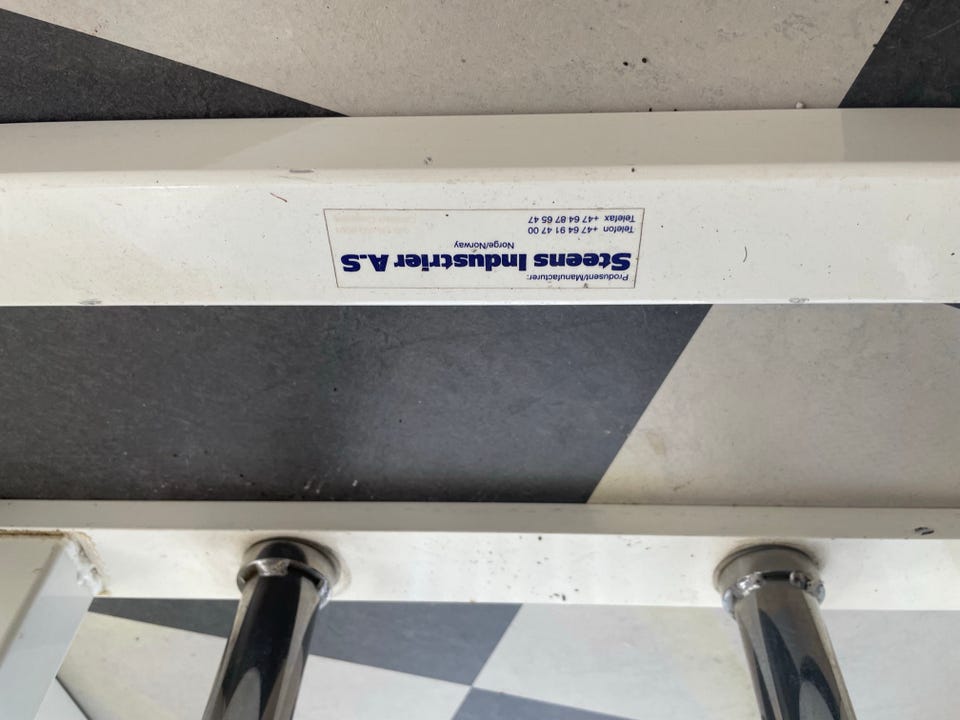 Produsent/Manufacturer:
Steens Industrier A.S
Norge/Norway
Telefon +47 64 91 47 00
Telefax +47 64 87 65 47